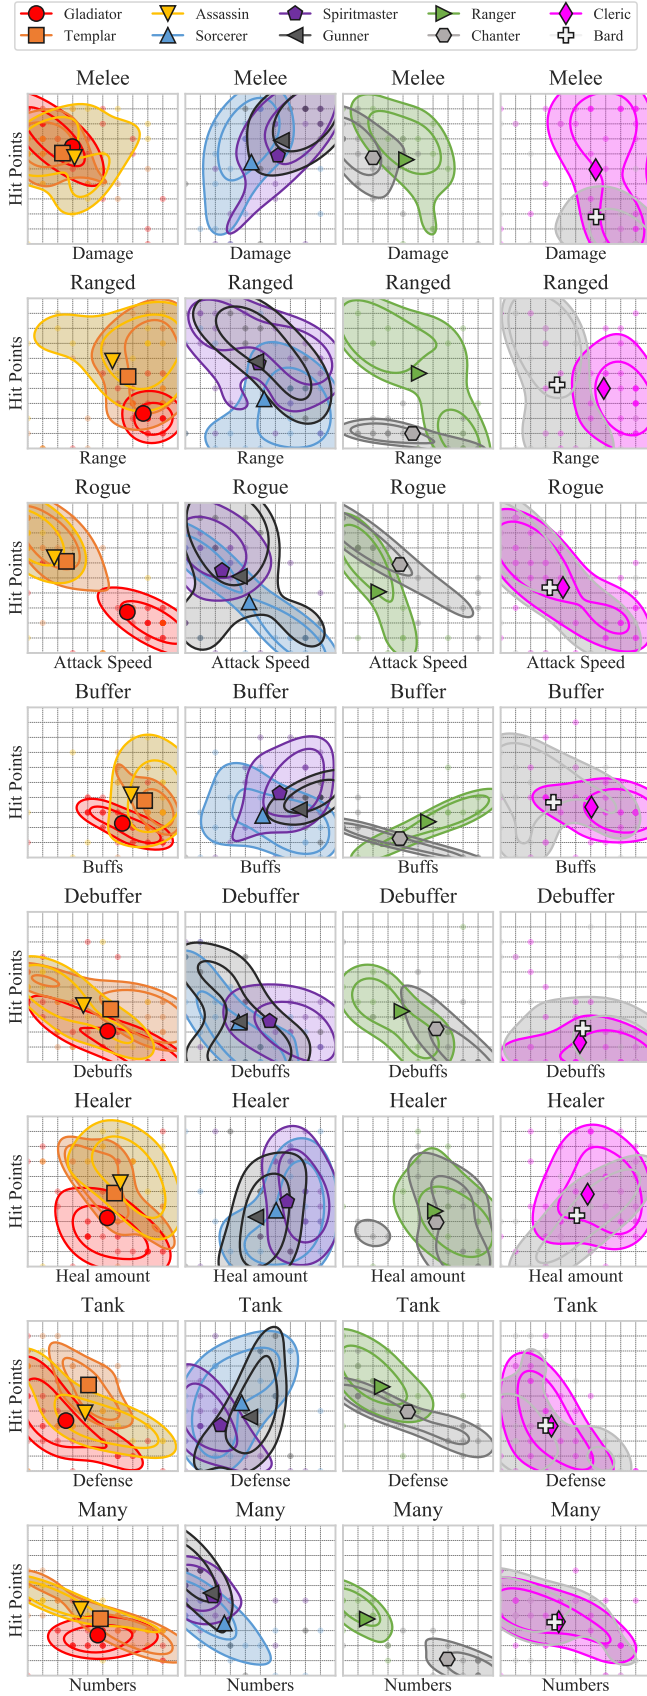 Gladiator Assassin Spiritmaster Ranger Cleric
Templar Sorcerer Gunner Chanter Bard
Melee Melee Melee Melee
Hit Points
Damage Damage Damage Damage
Ranged Ranged Ranged Ranged
Hit Points
Range Range Range Range
Rogue Rogue Rogue Rogue
Hit Points
Attack Speed Attack Speed Attack Speed Attack Speed
Buffer Buffer Buffer Buffer
Hit Points
Buffs Buffs Buffs Buffs
Debuffer Debuffer Debuffer Debuffer
Hit Points
Debuffs Debuffs Debuffs Debuffs
Healer Healer Healer Healer
Hit Points
Heal amount Heal amount Heal amount Heal amount
Tank Tank Tank Tank
Hit Points
Defense Defense Defense Defense
Many Many Many Many
Hit Points
Numbers Numbers Numbers Numbers